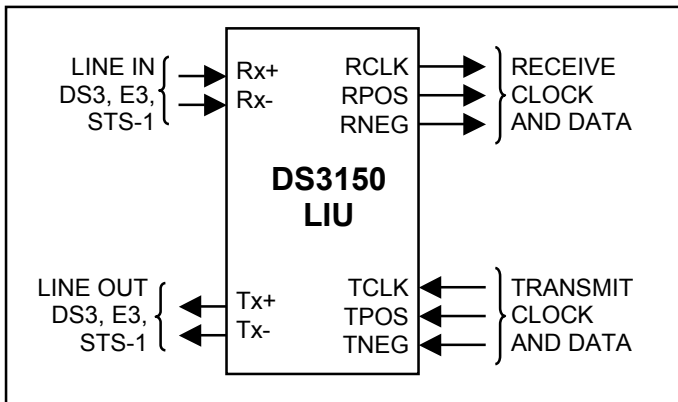 LINE IN
DS3, E3,
STS-1
Rx+
Rx-
RCLK
RPOS
RNEG
RECEIVE
CLOCK
AND DATA
DS3150
LIU
LINE OUT
DS3, E3,
STS-1
Tx+
Tx-
TCLK
TPOS
TNEG
TRANSMIT
CLOCK
AND DATA